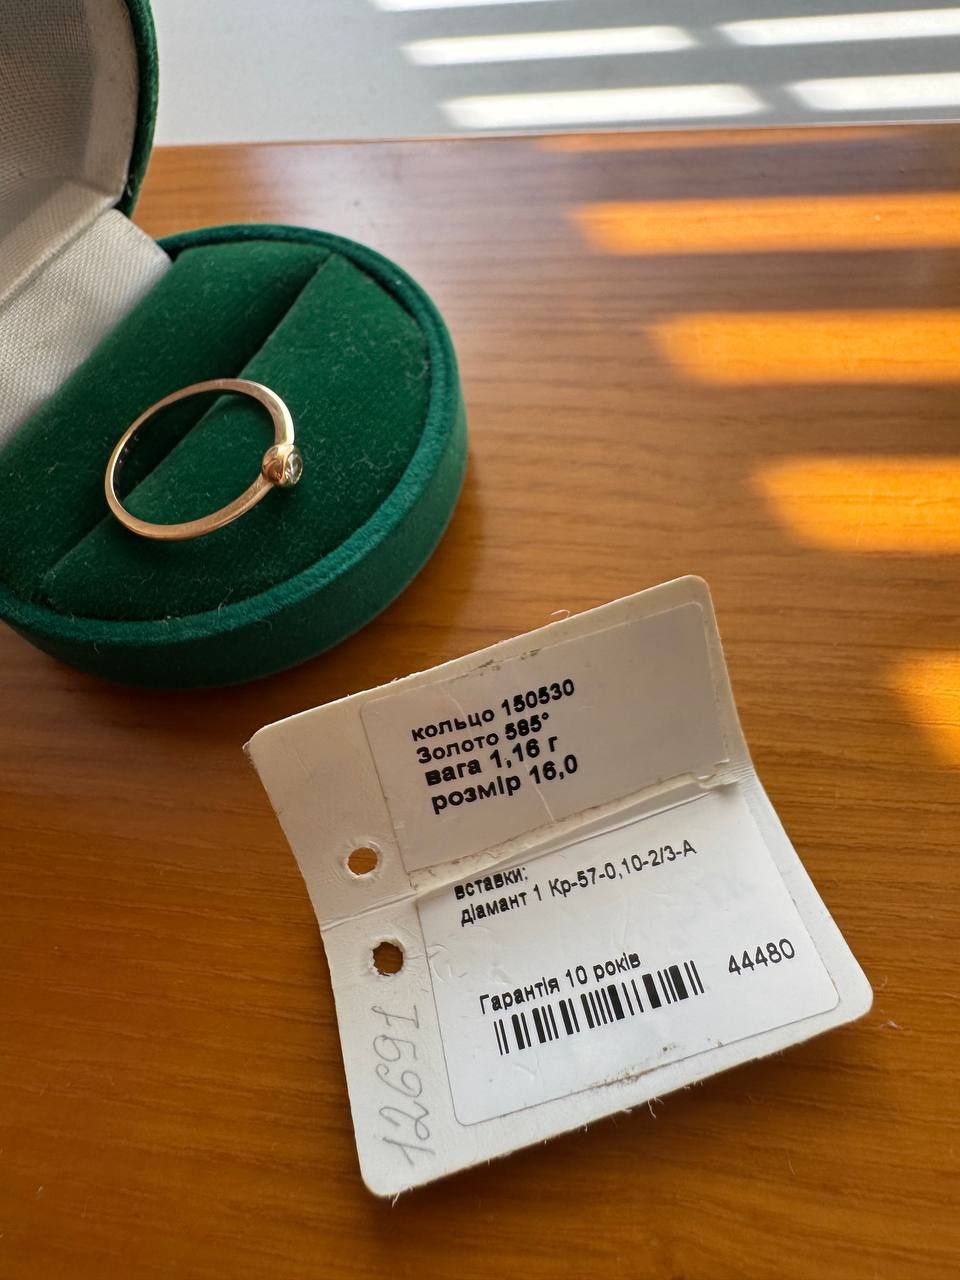 кольцо 150530
Золото 585°
вага 1,16 г
розмір 16,0
вставки:
діамант 1 Кр-57-0,10-2/3-А
Гарантія 10 років
44480
12691